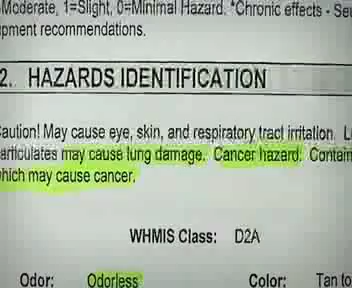 Moderate, 1=Slight, 0=Minimal Hazard. *Chronic effects - Se
pment recommendations.
2. HAZARDS IDENTIFICATION
aution! May cause eye, skin, and respiratory tract irritation. L
articulates may cause lung damage. Cancer hazard. Contain
which may cause cancer.
WHMIS Class: D2A
Odor: Odorless Color: Tan to